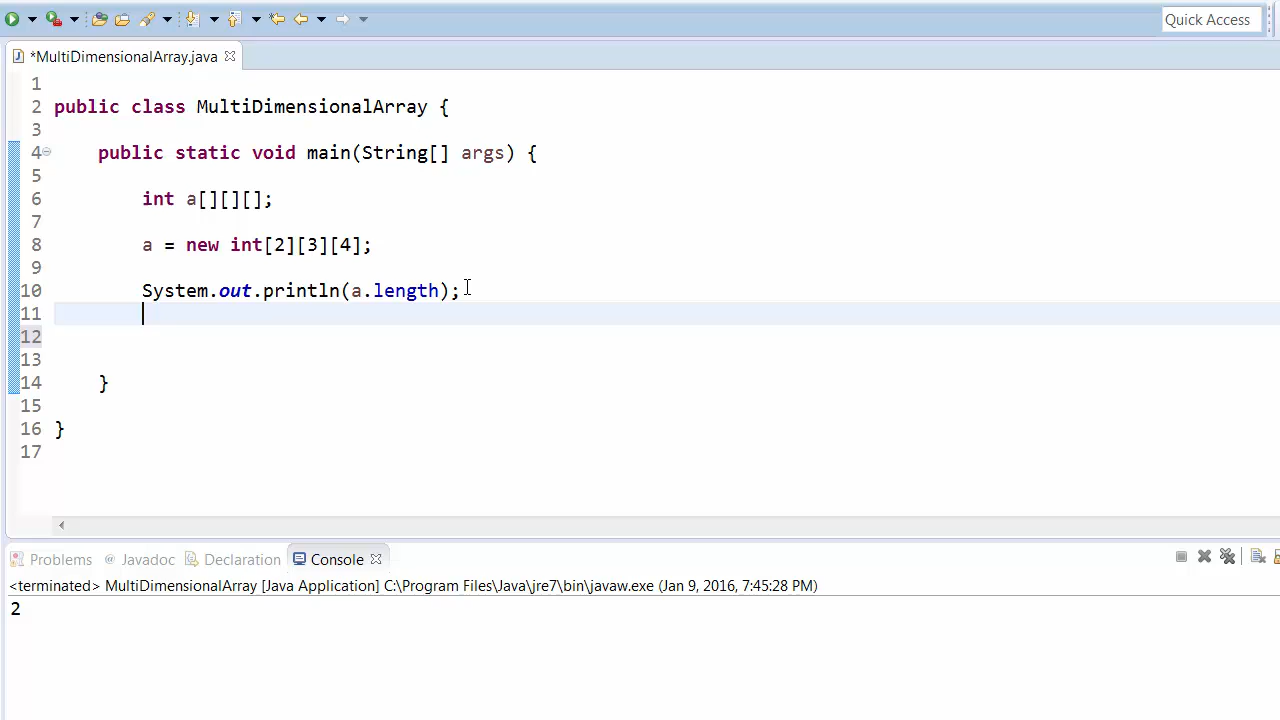 Quick Access
*MultiDimensionalArray.java
1
2 public class MultiDimensionalArray {
3
4 public static void main(String[] args) {
5
6 int a[][][];
7
8 a = new int[2][3][4];
9
10 System.out.println(a.length);
11
12
13
14 }
15
16 }
17
Problems @ Javadoc Declaration Console
<terminated> MultiDimensionalArray [Java Application] C:\Program Files\Java\jre7\bin\javaw.exe (Jan 9, 2016, 7:45:28 PM)
2